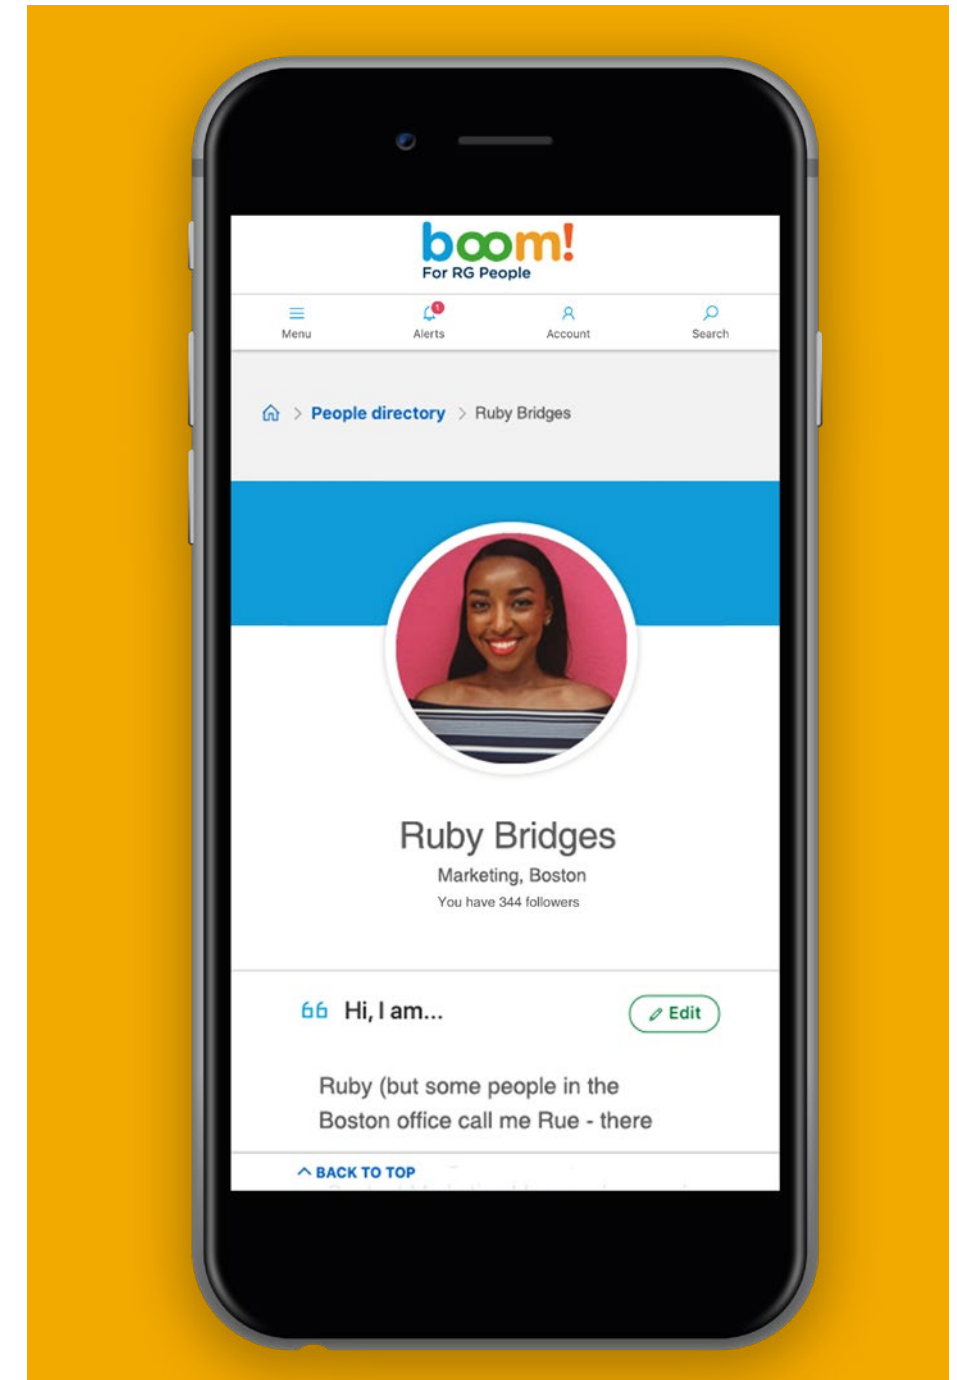 boom!
For RG People
Menu
1
Alerts
Account
Search
> People directory > Ruby Bridges
Ruby Bridges
Marketing, Boston
You have 344 followers
Hi, I am...
Edit
Ruby (but some people in the
Boston office call me Rue - there
BACK TO TOP